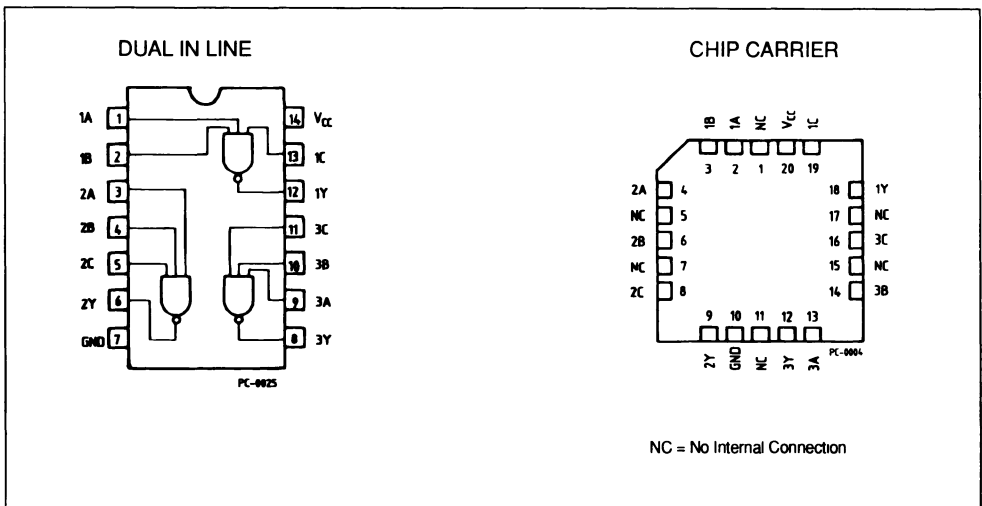 DUAL IN LINE
1A 1 14 VCC
1B 2 13 1C
2A 3 12 1Y
2B 4 11 3C
2C 5 10 3B
2Y 6 9 3A
GND 7 8 3Y
PC-0025
CHIP CARRIER
1B 1A NC VCC 1C
3 2 1 20 19
2A 4 18 1Y
NC 5 17 NC
2B 6 16 3C
NC 7 15 NC
2C 8 14 3B
9 10 11 12 13
2Y GND NC 3Y 3A
PC-0004
NC = No Internal Connection